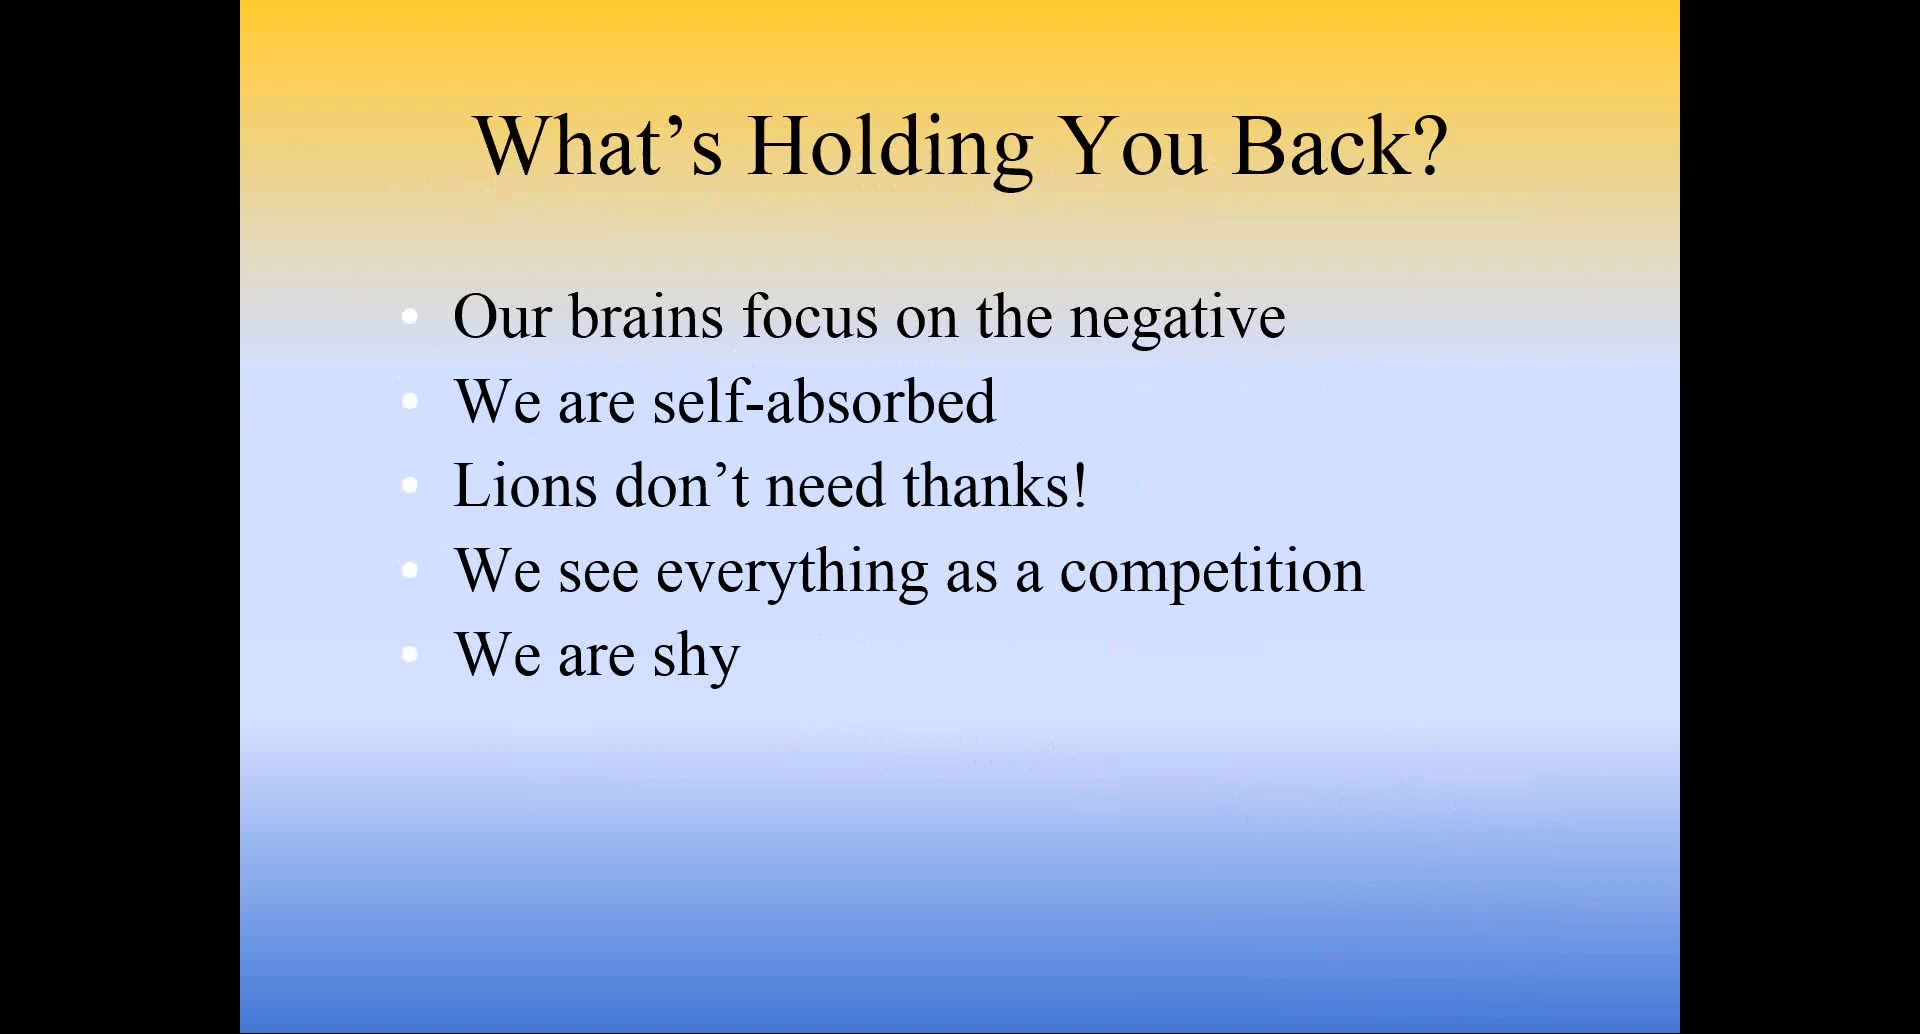 What’s Holding You Back?
• Our brains focus on the negative
• We are self-absorbed
• Lions don’t need thanks!
• We see everything as a competition
• We are shy